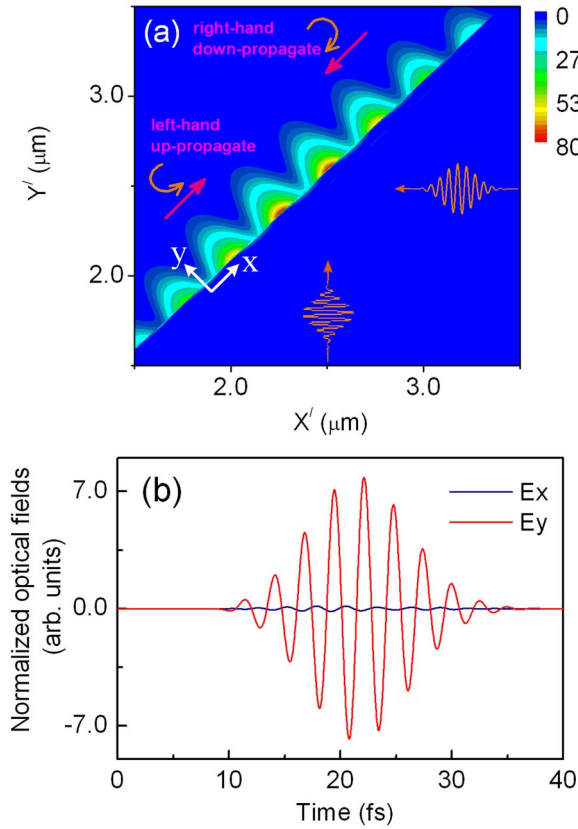 (a)
right-hand
down-propagate
left-hand
up-propagate
y
x
Y′ (μm)
3.0
2.0
2.0
3.0
X′ (μm)
0
27
53
80
(b)
Ex
Ey
Normalized optical fields
(arb. units)
7.0
0.0
-7.0
0
10
20
30
40
Time (fs)